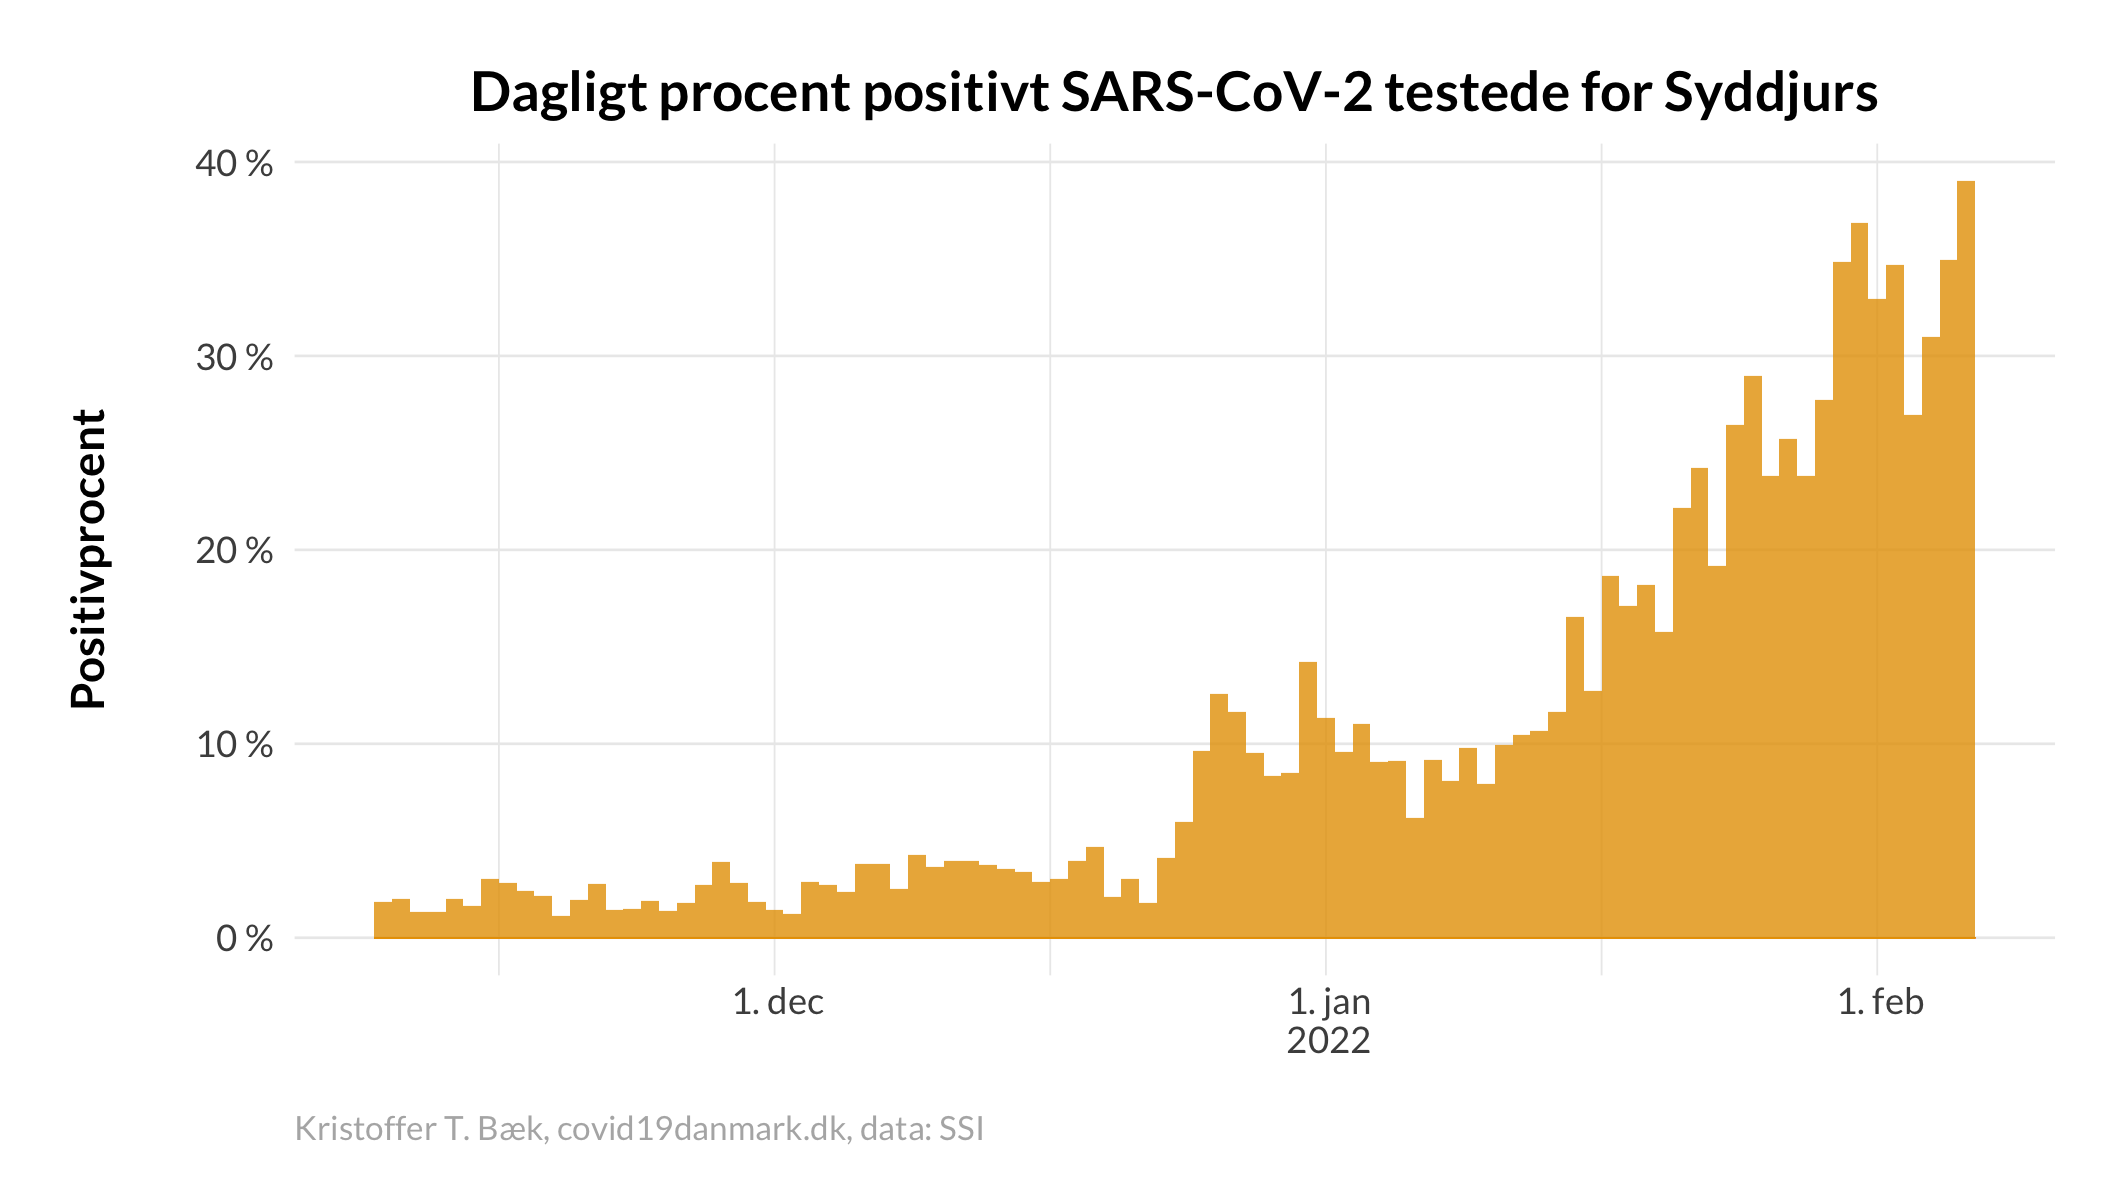 Dagligt procent positivt SARS-CoV-2 testede for Syddjurs
Positivprocent
40 %
30 %
20 %
10 %
0 %
1. dec
1. jan
2022
1. feb
Kristoffer T. Bæk, covid19danmark.dk, data: SSI